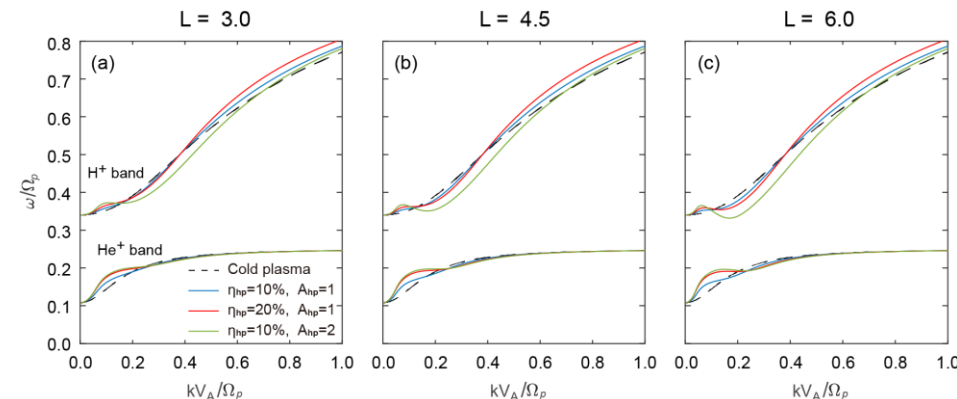 L = 3.0
L = 4.5
L = 6.0
0.8
0.7
0.6
0.5
0.4
0.3
0.2
0.1
0.0
ω/Ωp
(a)
(b)
(c)
H+ band
He+ band
Cold plasma
ηhp=10%, Ahp=1
ηhp=20%, Ahp=1
ηhp=10%, Ahp=2
0.0 0.2 0.4 0.6 0.8 1.0
0.0 0.2 0.4 0.6 0.8 1.0
0.0 0.2 0.4 0.6 0.8 1.0
kVA/Ωp
kVA/Ωp
kVA/Ωp